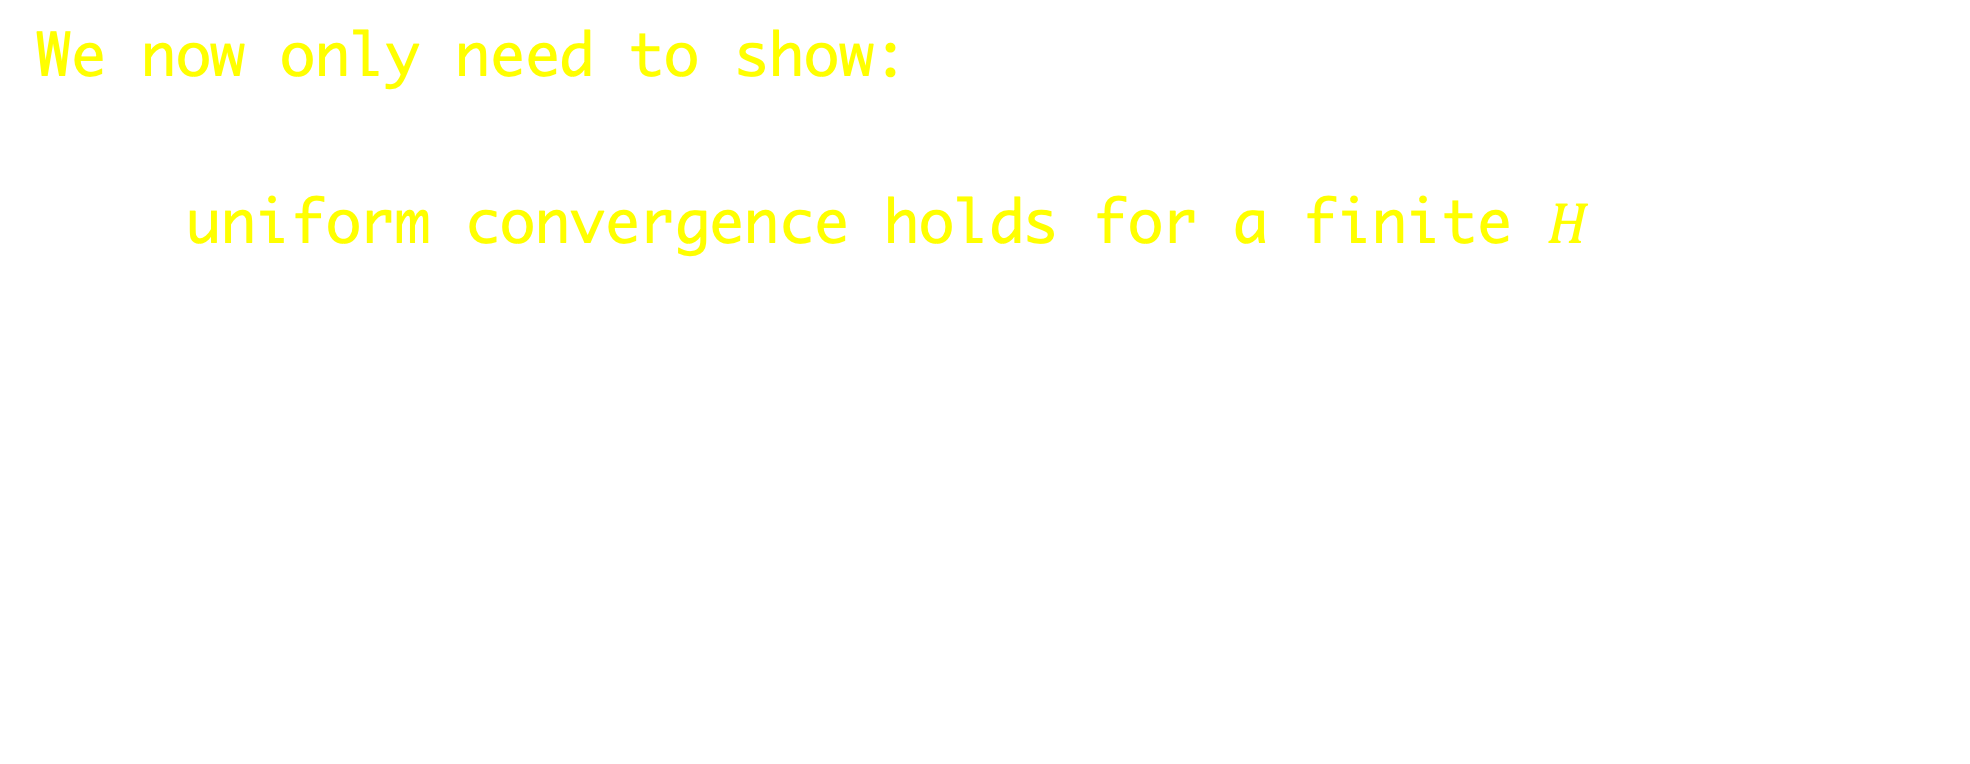 We now only need to show:
uniform convergence holds for a finite H